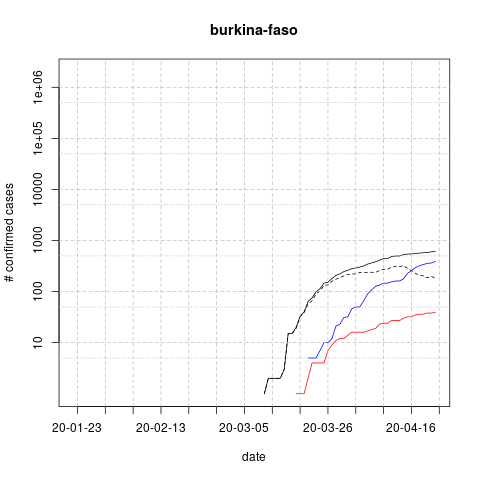 burkina-faso
# confirmed cases
1e+06
1e+05
10000
1000
100
10
20-01-23
20-02-13
20-03-05
20-03-26
20-04-16
date